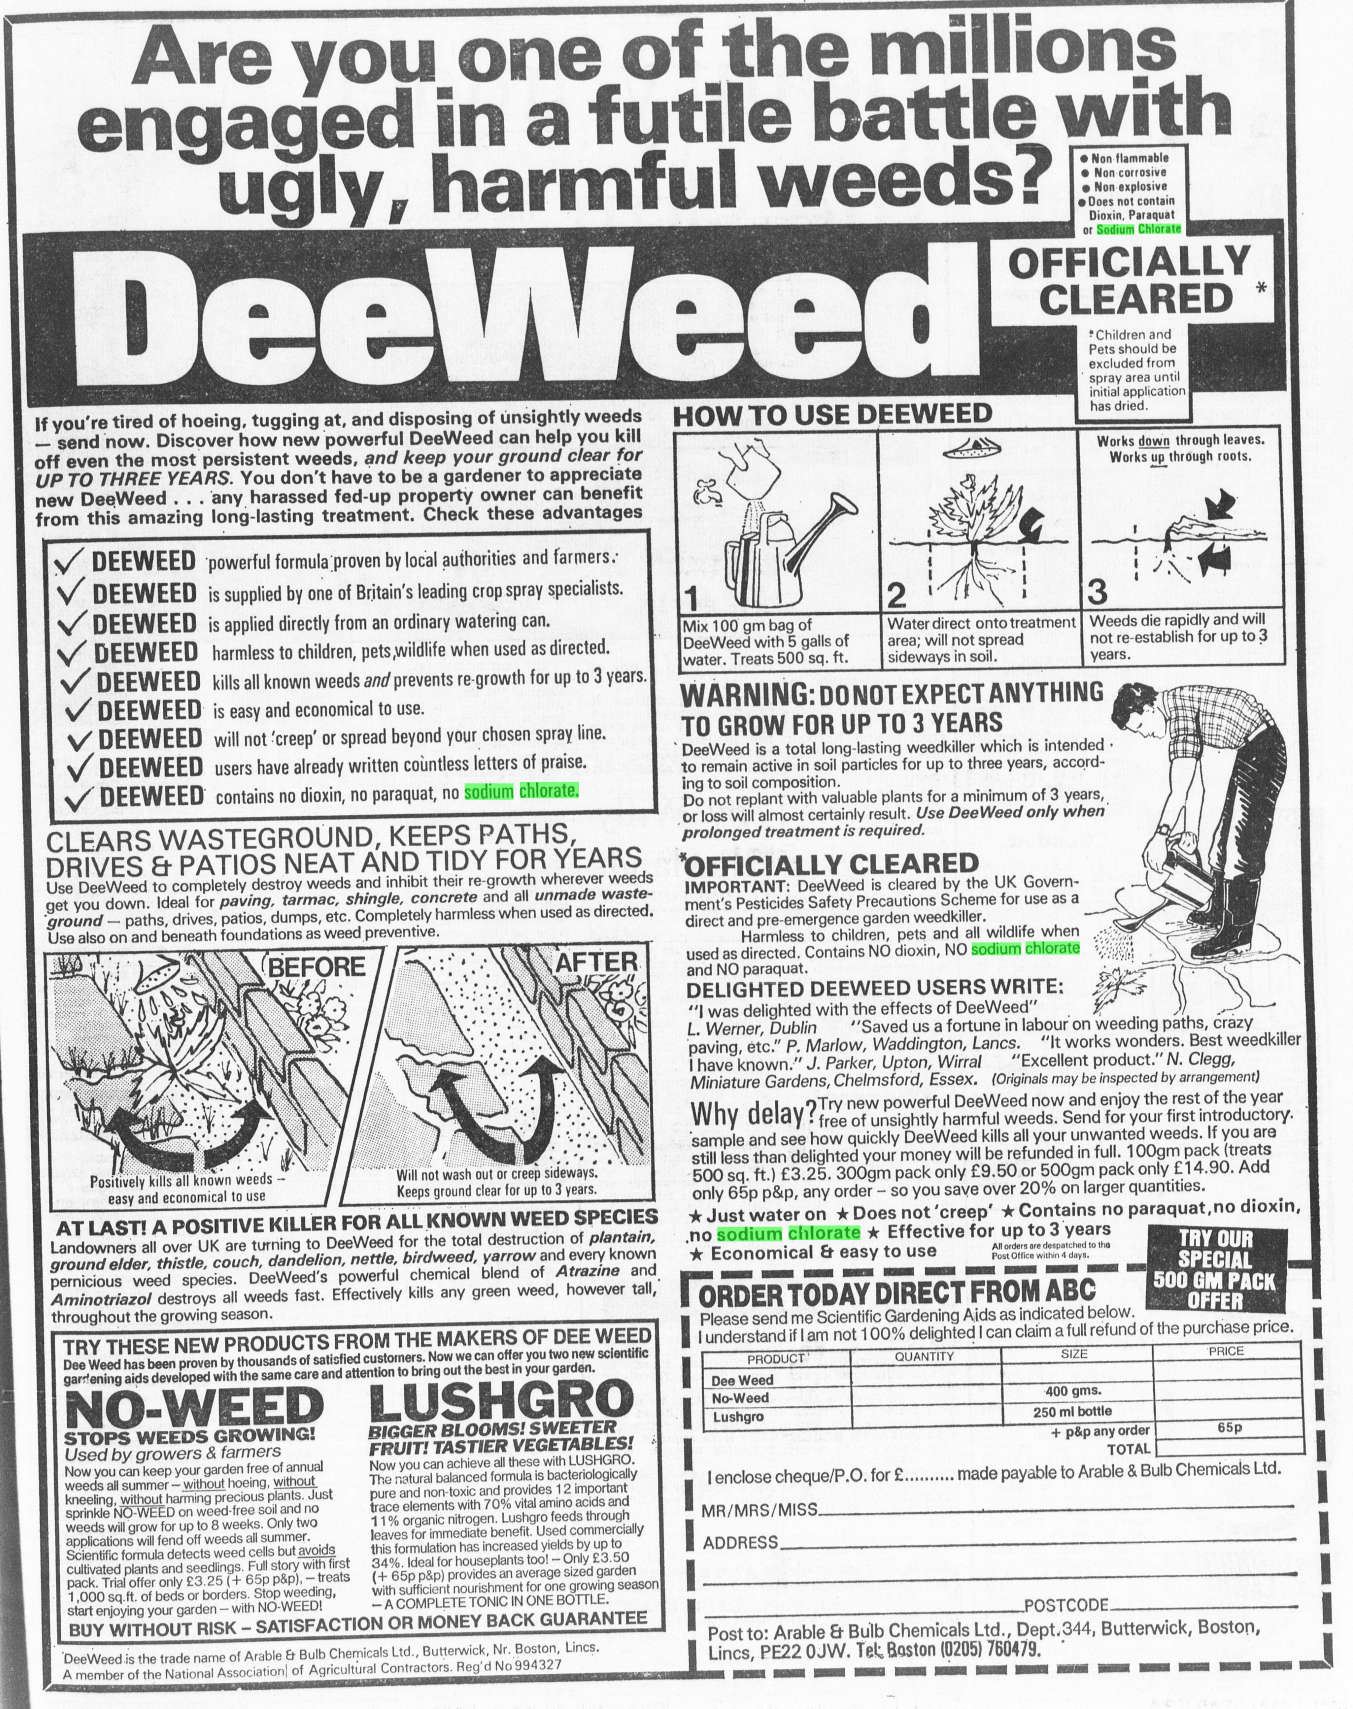 Are you one of the millions
engaged in a futile battle with
ugly, harmful weeds?
• Non flammable
• Non corrosive
• Non explosive
• Does not contain
Dioxin, Paraquat
or Sodium Chlorate
DeeWeed
OFFICIALLY
CLEARED *
*Children and
Pets should be
excluded from
spray area until
initial application
has dried.
If you're tired of hoeing, tugging at, and disposing of unsightly weeds
— send now. Discover how new powerful DeeWeed can help you kill
off even the most persistent weeds, and keep your ground clear for
UP TO THREE YEARS. You don't have to be a gardener to appreciate
new DeeWeed . . . any harassed fed-up property owner can benefit
from this amazing long-lasting treatment. Check these advantages
✓ DEEWEED powerful formula proven by local authorities and farmers.
✓ DEEWEED is supplied by one of Britain's leading crop spray specialists.
✓ DEEWEED is applied directly from an ordinary watering can.
✓ DEEWEED harmless to children, pets, wildlife when used as directed.
✓ DEEWEED kills all known weeds and prevents re-growth for up to 3 years.
✓ DEEWEED is easy and economical to use.
✓ DEEWEED will not 'creep' or spread beyond your chosen spray line.
✓ DEEWEED users have already written countless letters of praise.
✓ DEEWEED contains no dioxin, no paraquat, no sodium chlorate.
CLEARS WASTEGROUND, KEEPS PATHS,
DRIVES & PATIOS NEAT AND TIDY FOR YEARS
Use DeeWeed to completely destroy weeds and inhibit their re-growth wherever weeds
get you down. Ideal for paving, tarmac, shingle, concrete and all unmade waste-
ground — paths, drives, patios, dumps, etc. Completely harmless when used as directed.
Use also on and beneath foundations as weed preventive.
BEFORE
Positively kills all known weeds –
easy and economical to use
AFTER
Will not wash out or creep sideways.
Keeps ground clear for up to 3 years.
AT LAST! A POSITIVE KILLER FOR ALL KNOWN WEED SPECIES
Landowners all over UK are turning to DeeWeed for the total destruction of plantain,
ground elder, thistle, couch, dandelion, nettle, birdweed, yarrow and every known
pernicious weed species. DeeWeed's powerful chemical blend of Atrazine and
Aminotriazol destroys all weeds fast. Effectively kills any green weed, however tall,
throughout the growing season.
TRY THESE NEW PRODUCTS FROM THE MAKERS OF DEE WEED
Dee Weed has been proven by thousands of satisfied customers. Now we can offer you two new scientific
gardening aids developed with the same care and attention to bring out the best in your garden.
NO-WEED
STOPS WEEDS GROWING!
Used by growers & farmers
Now you can keep your garden free of annual
weeds all summer – without hoeing, without
kneeling, without harming precious plants. Just
sprinkle NO-WEED on weed-free soil and no
weeds will grow for up to 8 weeks. Only two
applications will fend off weeds all summer.
Scientific formula detects weed cells but avoids
cultivated plants and seedlings. Full story with first
pack. Trial offer only £3.25 (+ 65p p&p), – treats
1,000 sq.ft. of beds or borders. Stop weeding,
start enjoying your garden – with NO-WEED!
LUSHGRO
BIGGER BLOOMS! SWEETER
FRUIT! TASTIER VEGETABLES!
Now you can achieve all these with LUSHGRO.
The natural balanced formula is bacteriologically
pure and non-toxic and provides 12 important
trace elements with 70% vital amino acids and
11% organic nitrogen. Lushgro feeds through
leaves for immediate benefit. Used commercially
this formulation has increased yields by up to
34%. Ideal for houseplants too! – Only £3.50
(+ 65p p&p) provides an average sized garden
with sufficient nourishment for one growing season
– A COMPLETE TONIC IN ONE BOTTLE.
BUY WITHOUT RISK – SATISFACTION OR MONEY BACK GUARANTEE
DeeWeed is the trade name of Arable & Bulb Chemicals Ltd., Butterwick, Nr. Boston, Lincs.
A member of the National Association of Agricultural Contractors. Reg'd No 994327
HOW TO USE DEEWEED
1
Mix 100 gm bag of
DeeWeed with 5 galls of
water. Treats 500 sq. ft.
2
Water direct onto treatment
area; will not spread
sideways in soil.
Works down through leaves.
Works up through roots.
3
Weeds die rapidly and will
not re-establish for up to 3
years.
WARNING: DO NOT EXPECT ANYTHING
TO GROW FOR UP TO 3 YEARS
DeeWeed is a total long-lasting weedkiller which is intended
to remain active in soil particles for up to three years, accord-
ing to soil composition.
Do not replant with valuable plants for a minimum of 3 years,
or loss will almost certainly result. Use DeeWeed only when
prolonged treatment is required.
*OFFICIALLY CLEARED
IMPORTANT: DeeWeed is cleared by the UK Govern-
ment's Pesticides Safety Precautions Scheme for use as a
direct and pre-emergence garden weedkiller.
Harmless to children, pets and all wildlife when
used as directed. Contains NO dioxin, NO sodium chlorate
and NO paraquat.
DELIGHTED DEEWEED USERS WRITE:
"I was delighted with the effects of DeeWeed"
L. Werner, Dublin "Saved us a fortune in labour on weeding paths, crazy
paving, etc." P. Marlow, Waddington, Lancs. "It works wonders. Best weedkiller
I have known." J. Parker, Upton, Wirral "Excellent product." N. Clegg,
Miniature Gardens, Chelmsford, Essex. (Originals may be inspected by arrangement)
Why delay? Try new powerful DeeWeed now and enjoy the rest of the year
free of unsightly harmful weeds. Send for your first introductory
sample and see how quickly DeeWeed kills all your unwanted weeds. If you are
still less than delighted your money will be refunded in full. 100gm pack (treats
500 sq. ft.) £3.25. 300gm pack only £9.50 or 500gm pack only £14.90. Add
only 65p p&p, any order – so you save over 20% on larger quantities.
★ Just water on ★ Does not 'creep' ★ Contains no paraquat, no dioxin,
no sodium chlorate ★ Effective for up to 3 years
★ Economical & easy to use
All orders are despatched to the
Post Office within 4 days.
TRY OUR
SPECIAL
500 GM PACK
OFFER
ORDER TODAY DIRECT FROM ABC
Please send me Scientific Gardening Aids as indicated below.
I understand if I am not 100% delighted I can claim a full refund of the purchase price.
PRODUCT QUANTITY SIZE PRICE
Dee Weed
No-Weed 400 gms.
Lushgro 250 ml bottle
+ p&p any order 65p
TOTAL
I enclose cheque/P.O. for £.......... made payable to Arable & Bulb Chemicals Ltd.
MR/MRS/MISS
ADDRESS
POSTCODE
Post to: Arable & Bulb Chemicals Ltd., Dept.344, Butterwick, Boston,
Lincs, PE22 0JW. Tel: Boston (0205) 760479.